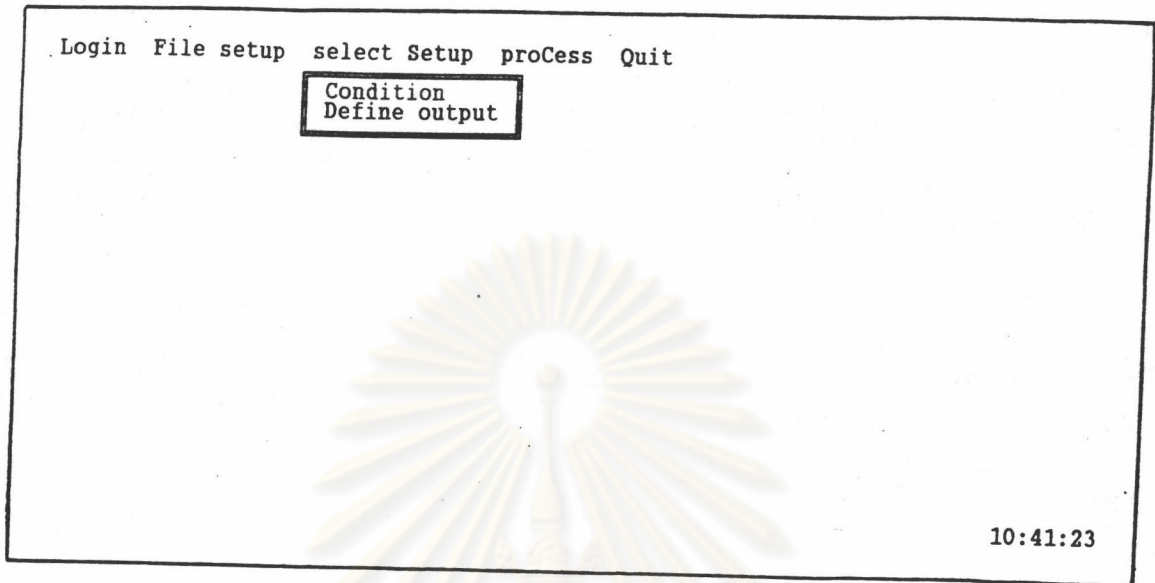 Login File setup select Setup proCess Quit
Condition
Define output
10:41:23